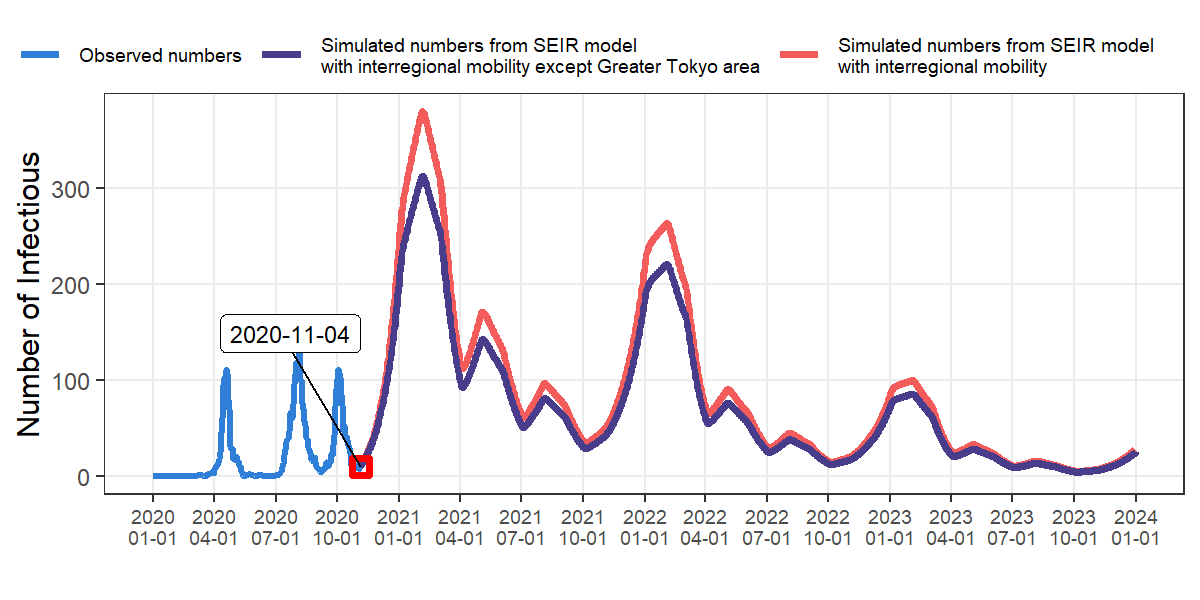 Observed numbers
Simulated numbers from SEIR model
with interregional mobility except Greater Tokyo area
Simulated numbers from SEIR model
with interregional mobility
Number of Infectious
300
200
100
0
2020-11-04
2020 2020 2020 2020 2021 2021 2021 2021 2022 2022 2022 2022 2023 2023 2023 2023 2024
01-01 04-01 07-01 10-01 01-01 04-01 07-01 10-01 01-01 04-01 07-01 10-01 01-01 04-01 07-01 10-01 01-01